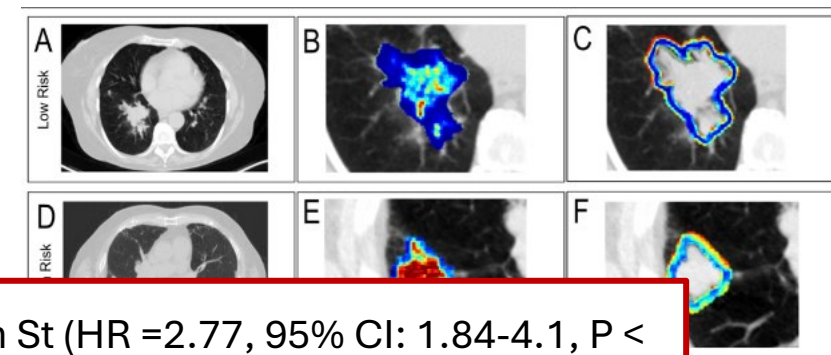 A
B
C
Low Risk
D
E
F
Risk
St (HR =2.77, 95% CI: 1.84-4.1, P <